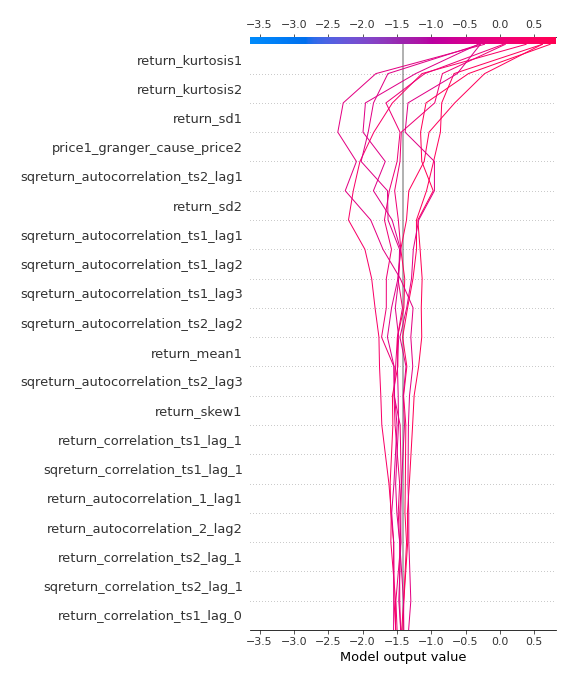 −3.5 −3.0 −2.5 −2.0 −1.5 −1.0 −0.5 0.0 0.5
return_kurtosis1
return_kurtosis2
return_sd1
price1_granger_cause_price2
sqreturn_autocorrelation_ts2_lag1
return_sd2
sqreturn_autocorrelation_ts1_lag1
sqreturn_autocorrelation_ts1_lag2
sqreturn_autocorrelation_ts1_lag3
sqreturn_autocorrelation_ts2_lag2
return_mean1
sqreturn_autocorrelation_ts2_lag3
return_skew1
return_correlation_ts1_lag_1
sqreturn_correlation_ts1_lag_1
return_autocorrelation_1_lag1
return_autocorrelation_2_lag2
return_correlation_ts2_lag_1
sqreturn_correlation_ts2_lag_1
return_correlation_ts1_lag_0
−3.5 −3.0 −2.5 −2.0 −1.5 −1.0 −0.5 0.0 0.5
Model output value